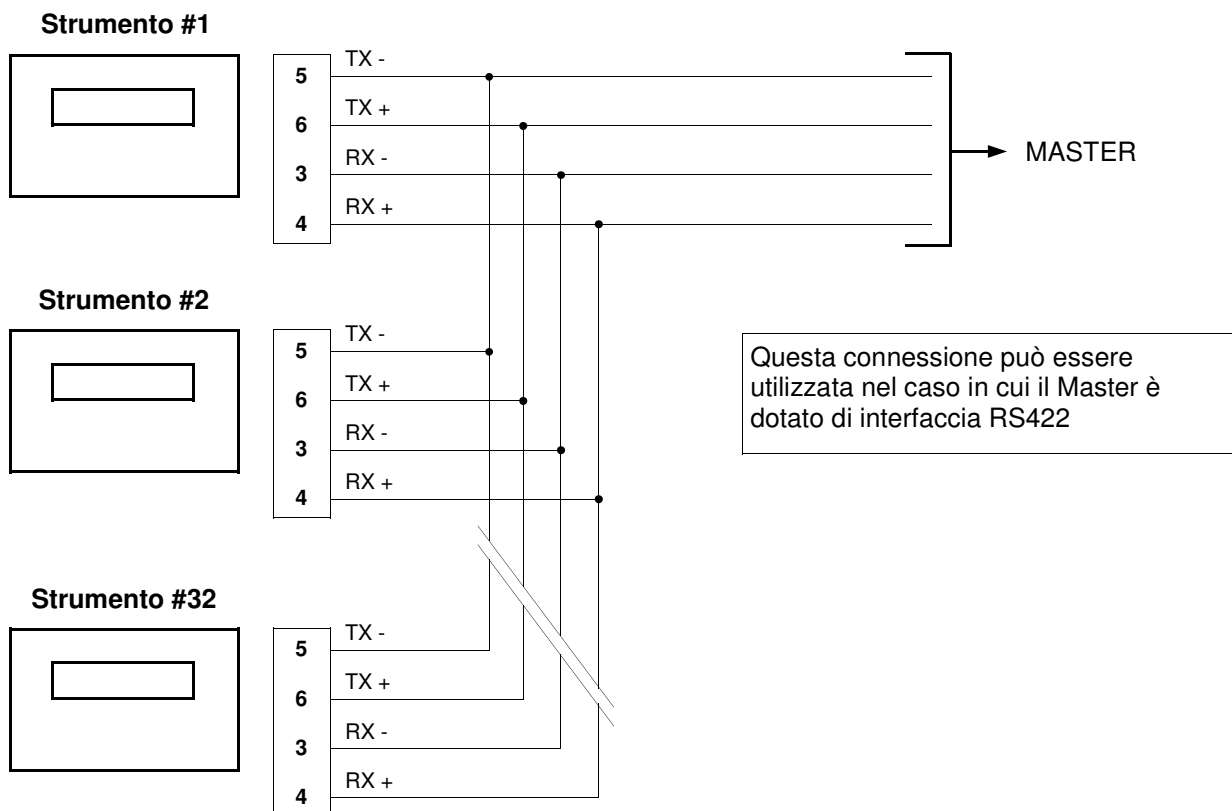 Strumento #1
5 TX -
6 TX +
3 RX -
4 RX +
MASTER
Strumento #2
5 TX -
6 TX +
3 RX -
4 RX +
Questa connessione può essere
utilizzata nel caso in cui il Master è
dotato di interfaccia RS422
Strumento #32
5 TX -
6 TX +
3 RX -
4 RX +